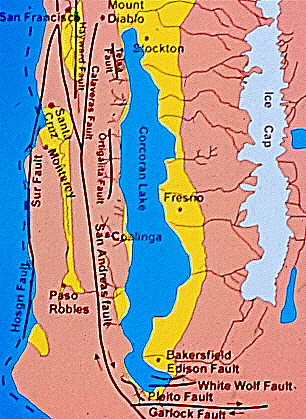 Mount
Diablo
San Francisco
Stockton
Hayward Fault
Calaveras Fault
Tesla
Fault
Ice Cap
Santa
Cruz
Monterey
Sur Fault
Ortigalita Fault
Corcoran Lake
Fresno
Coalinga
San Andreas fault
Hosgri Fault
Paso
Robles
Bakersfield
Edison Fault
White Wolf Fault
Pleito Fault
Garlock Fault